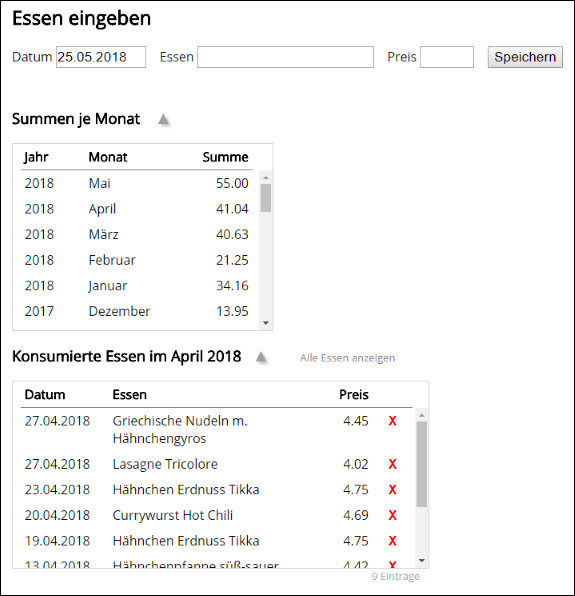 Essen eingeben
Datum 25.05.2018 Essen Preis Speichern
Summen je Monat
Jahr Monat Summe
2018 Mai 55.00
2018 April 41.04
2018 März 40.63
2018 Februar 21.25
2018 Januar 34.16
2017 Dezember 13.95
Konsumierte Essen im April 2018 Alle Essen anzeigen
Datum Essen Preis
27.04.2018 Griechische Nudeln m. 4.45 X
Hähnchengyros
27.04.2018 Lasagne Tricolore 4.02 X
23.04.2018 Hähnchen Erdnuss Tikka 4.75 X
20.04.2018 Currywurst Hot Chili 4.69 X
19.04.2018 Hähnchen Erdnuss Tikka 4.75 X
13.04.2018 Hähnchenpfanne süß-sauer 4.42 X
9 Einträge